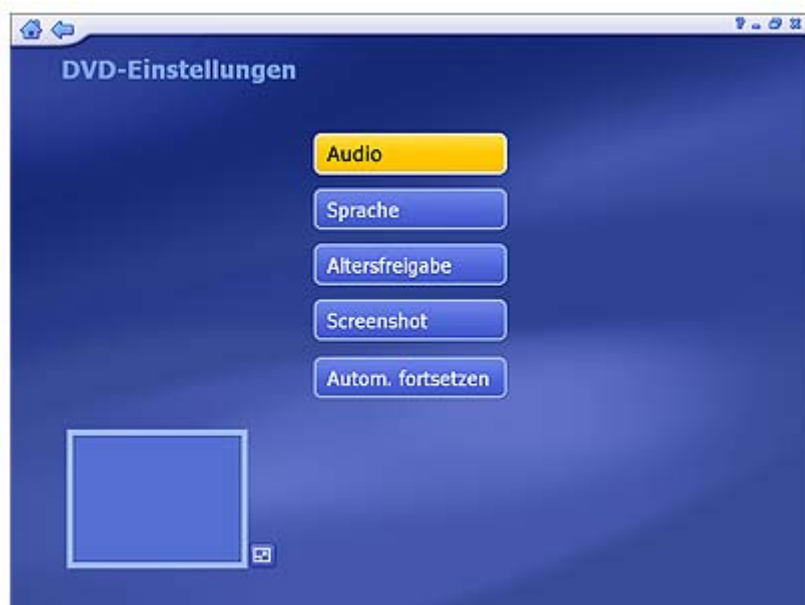 DVD-Einstellungen
Audio
Sprache
Altersfreigabe
Screenshot
Autom. fortsetzen